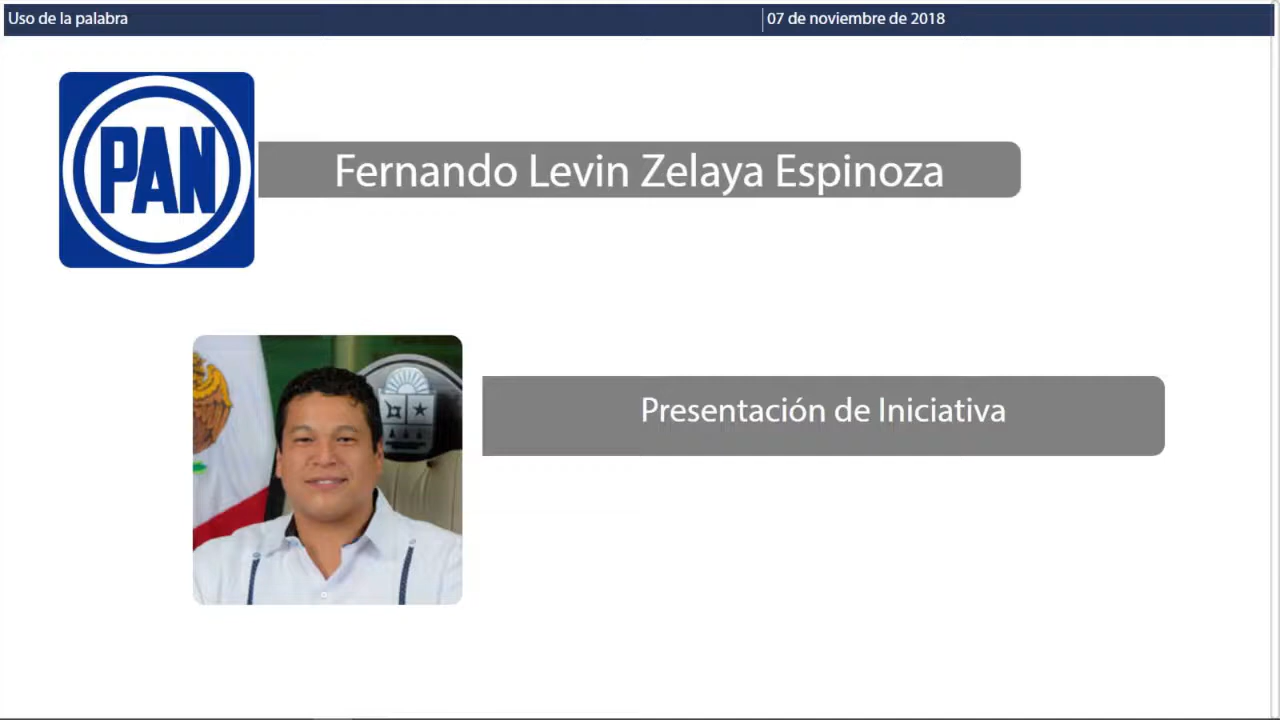 Uso de la palabra
07 de noviembre de 2018
PAN
Fernando Levin Zelaya Espinoza
Presentación de Iniciativa